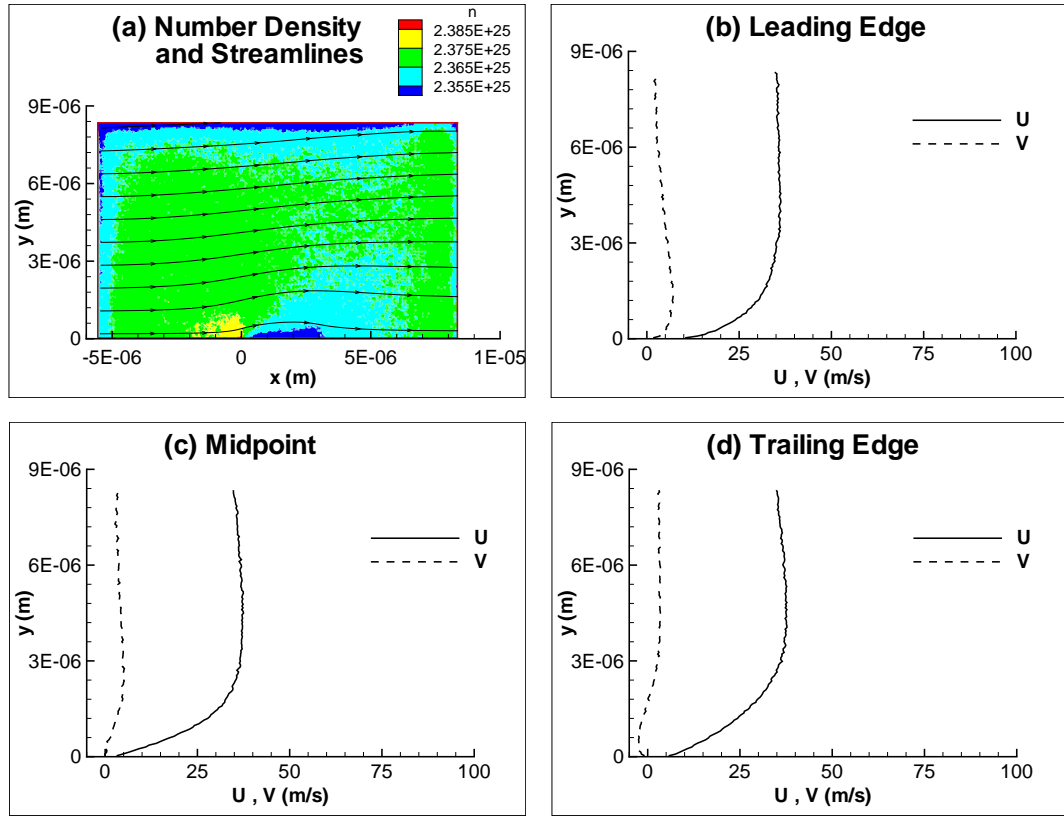 (a) Number Density
and Streamlines
n
2.385E+25
2.375E+25
2.365E+25
2.355E+25
9E-06
6E-06
3E-06
0
y (m)
-5E-06 0 5E-06 1E-05
x (m)
(b) Leading Edge
9E-06
6E-06
3E-06
0
y (m)
U
V
0 25 50 75 100
U , V (m/s)
(c) Midpoint
9E-06
6E-06
3E-06
0
y (m)
U
V
0 25 50 75 100
U , V (m/s)
(d) Trailing Edge
9E-06
6E-06
3E-06
0
y (m)
U
V
0 25 50 75 100
U , V (m/s)